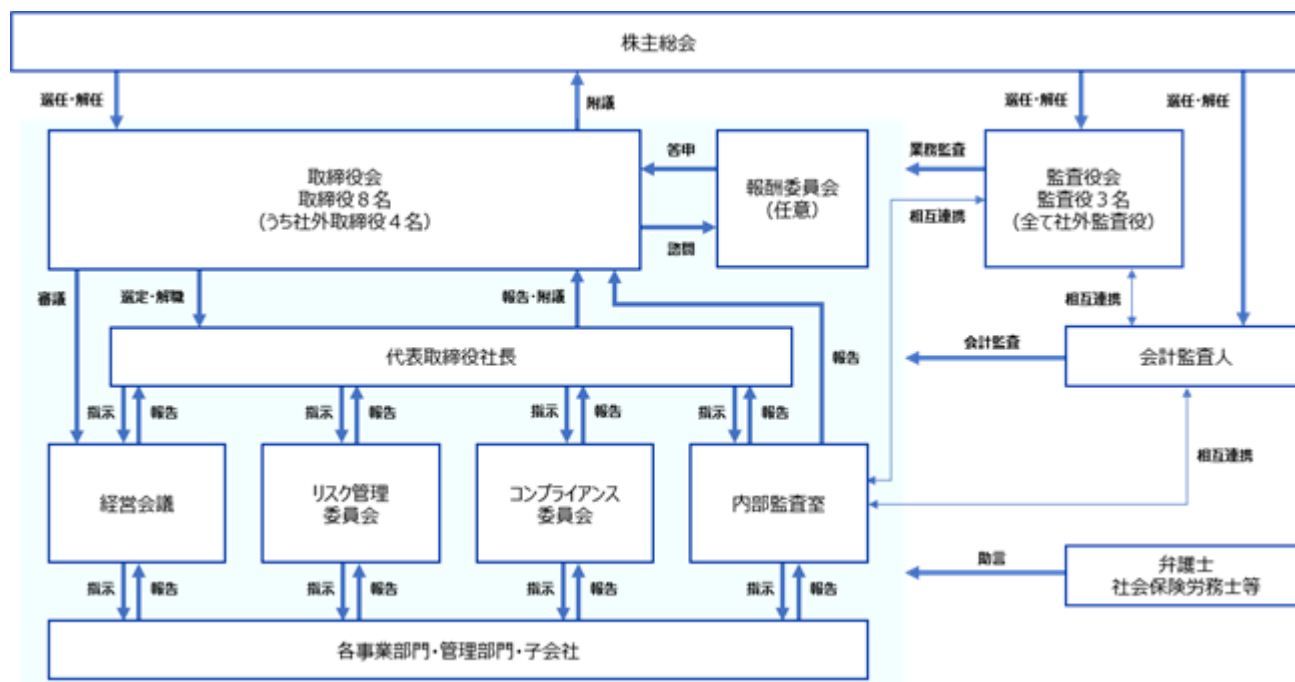 株主総会
選任・解任
附議
選任・解任
選任・解任
取締役会
取締役8名
(うち社外取締役4名)
答申
諮問
報酬委員会
(任意)
業務監査
相互連携
監査役会
監査役3名
(全て社外監査役)
審議
選定・解職
報告・附議
相互連携
代表取締役社長
報告
会計監査
会計監査人
指示
報告
指示
報告
指示
報告
指示
報告
相互連携
経営会議
リスク管理
委員会
コンプライアンス
委員会
内部監査室
助言
弁護士
社会保険労務士等
指示
報告
指示
報告
指示
報告
指示
報告
各事業部門・管理部門・子会社